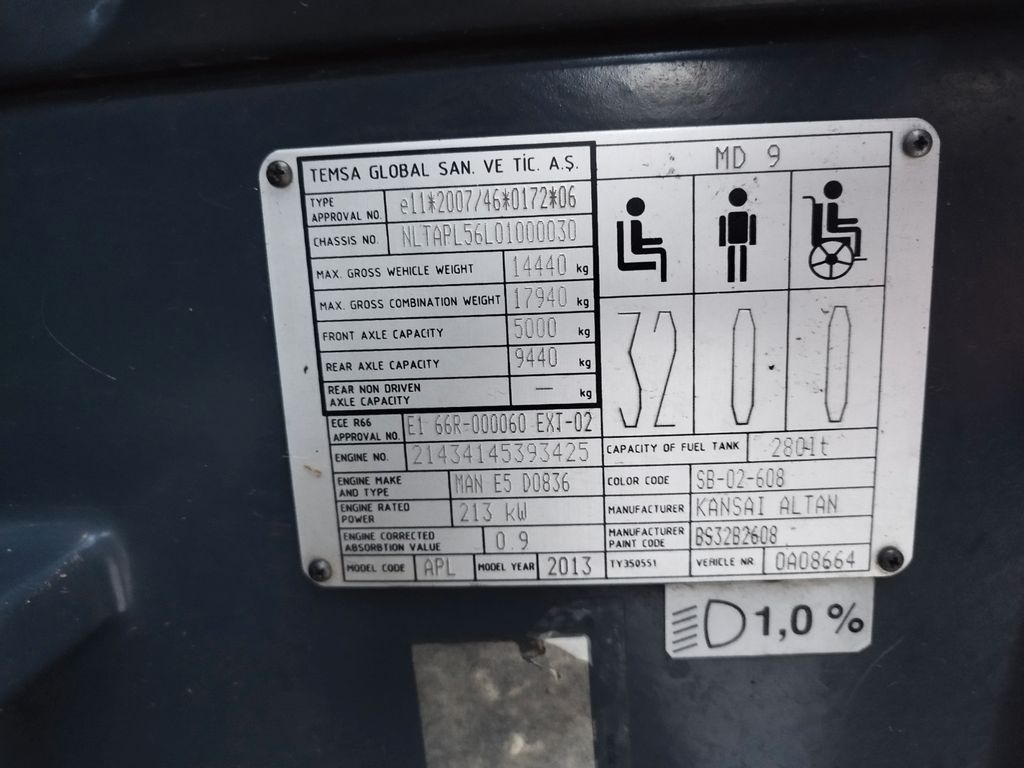 TEMSA GLOBAL SAN. VE TİC. A.Ş.
TYPE APPROVAL NO. e11*2007/46*0172*06
CHASSIS NO. NLTAPL56L01000030
MAX. GROSS WEHICLE WEIGHT 14440 kg
MAX. GROSS COMBINATION WEIGHT 17940 kg
FRONT AXLE CAPACITY 5000 kg
REAR AXLE CAPACITY 9440 kg
REAR NON DRIVEN AXLE CAPACITY — kg
ECE R66 APPROVAL NO. E1 66R-000060 EXT-02
ENGINE NO. 21434145393425
ENGINE MAKE AND TYPE MAN E5 D0836
ENGINE RATED POWER 213 kW
ENGINE CORRECTED ABSORBTION VALUE 0.9
MODEL CODE APL MODEL YEAR 2013
MD 9
32 0 0
CAPACITY OF FUEL TANK 280 lt
COLOR CODE SB-02-608
MANUFACTURER KANSAI ALTAN
MANUFACTURER PAINT CODE BS32B2608
TY350551 VEHICLE NR 0A08664
1,0 %